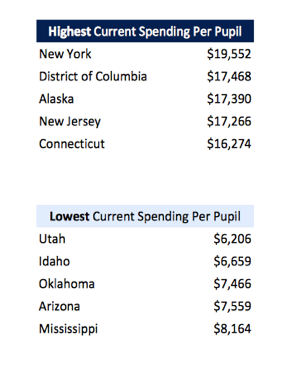 Highest Current Spending Per Pupil
New York $19,552
District of Columbia $17,468
Alaska $17,390
New Jersey $17,266
Connecticut $16,274
Lowest Current Spending Per Pupil
Utah $6,206
Idaho $6,659
Oklahoma $7,466
Arizona $7,559
Mississippi $8,164